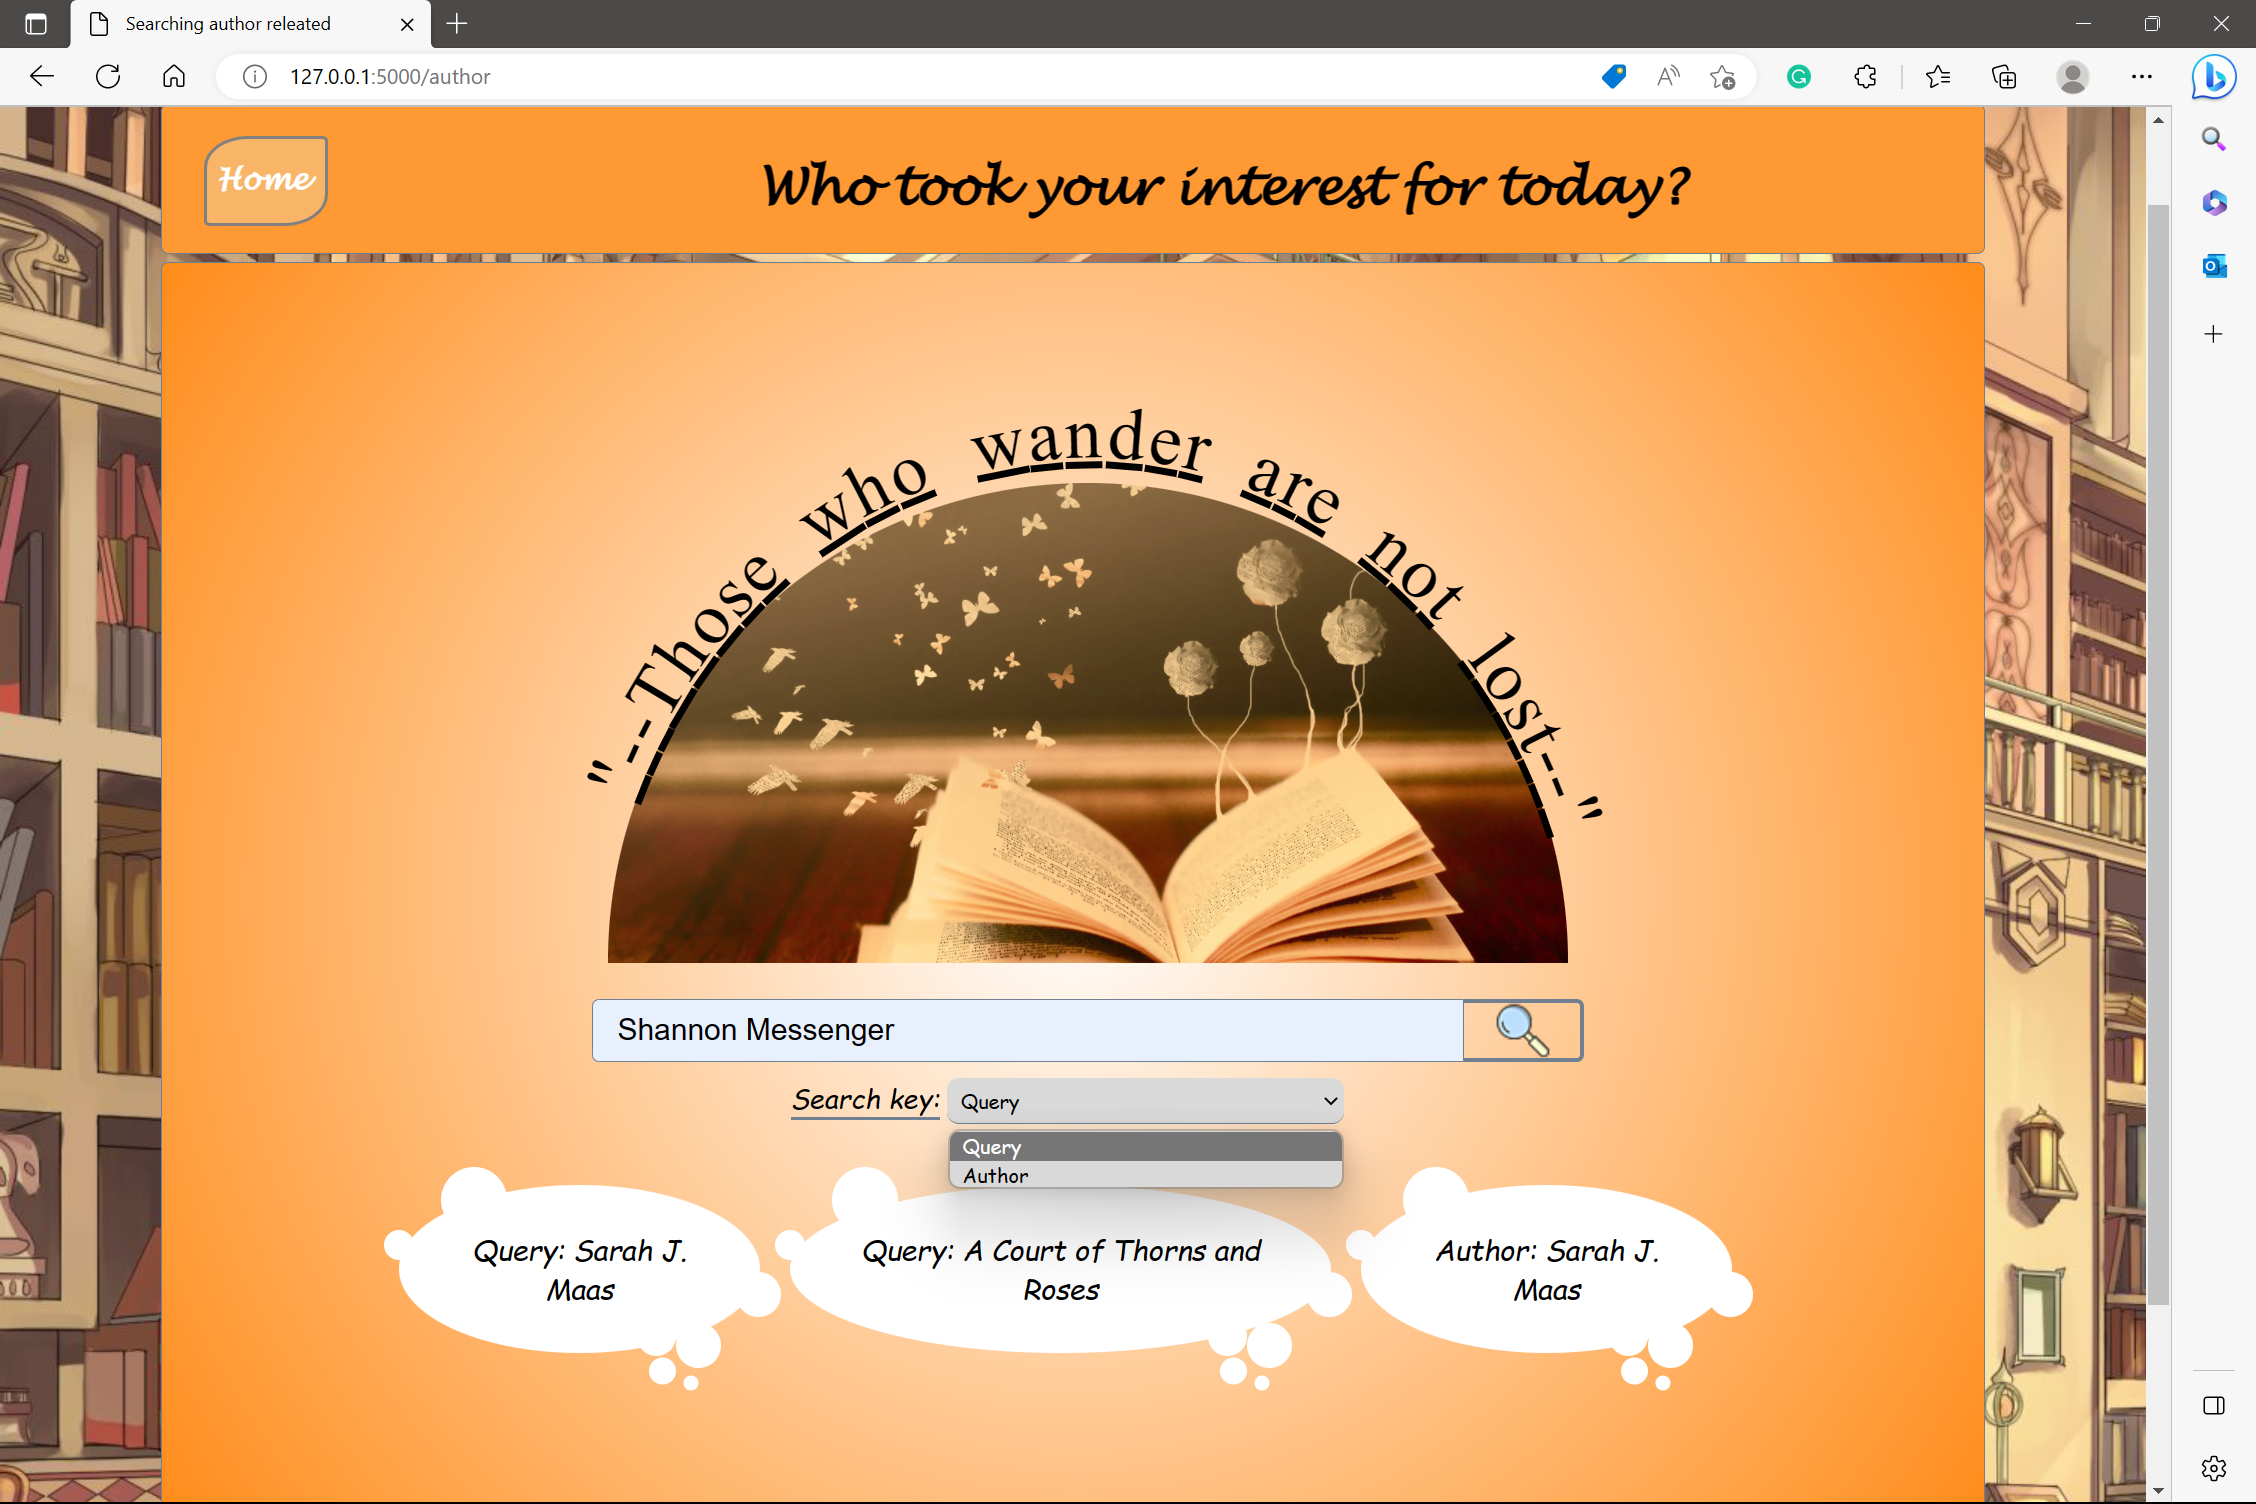 Searching author releated
127.0.0.1:5000/author
Home
Who took your interest for today?
"--Those who wander are not lost--"
Shannon Messenger
Search key: Query
Query
Author
Query: Sarah J.
Maas
Query: A Court of Thorns and
Roses
Author: Sarah J.
Maas